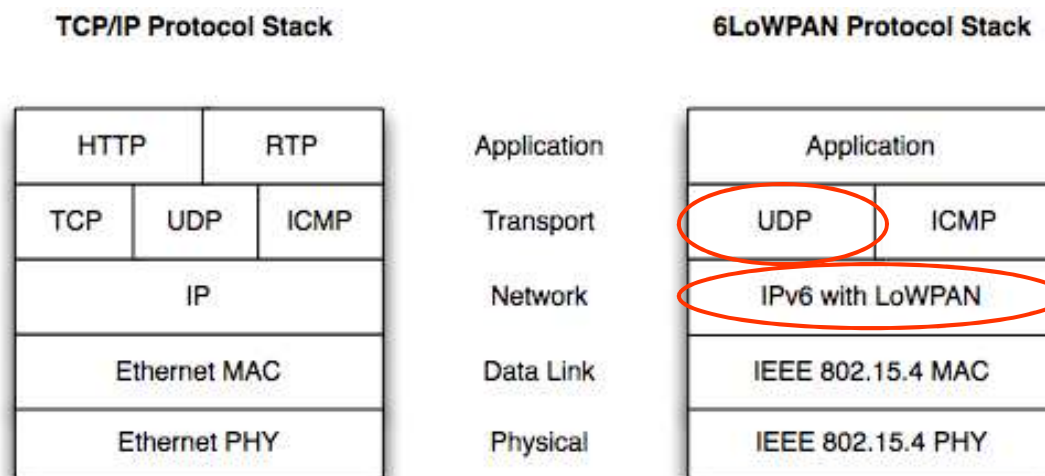 TCP/IP Protocol Stack 6LoWPAN Protocol Stack
HTTP RTP Application Application
TCP UDP ICMP Transport UDP ICMP
IP Network IPv6 with LoWPAN
Ethernet MAC Data Link IEEE 802.15.4 MAC
Ethernet PHY Physical IEEE 802.15.4 PHY